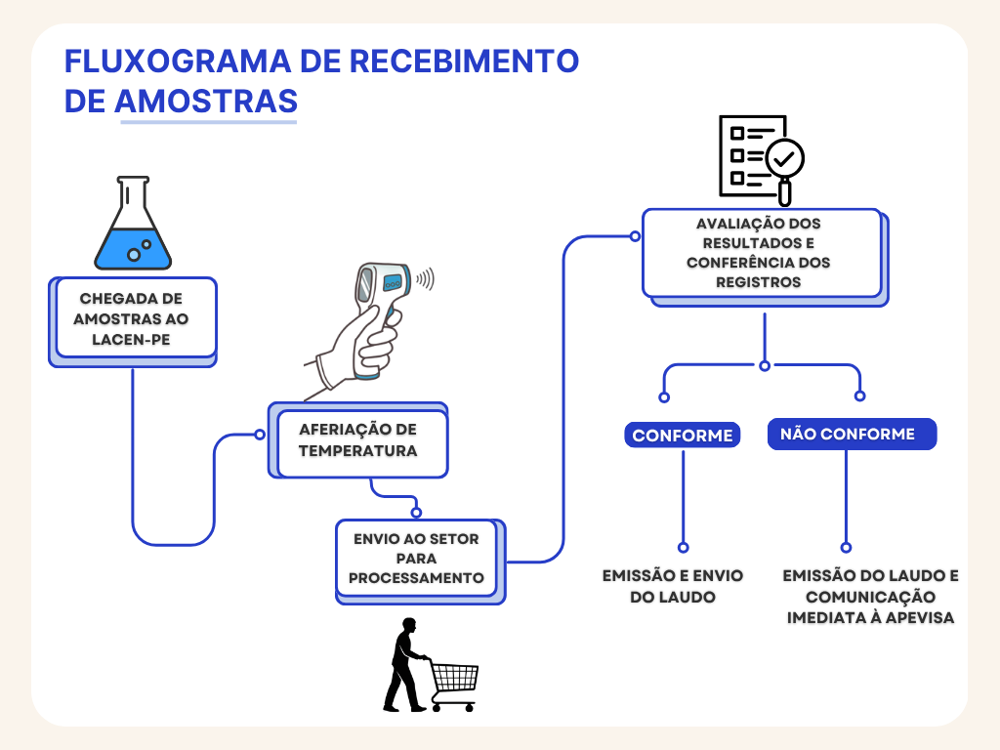 FLUXOGRAMA DE RECEBIMENTO
DE AMOSTRAS
CHEGADA DE
AMOSTRAS AO
LACEN-PE
AFERIAÇÃO DE
TEMPERATURA
ENVIO AO SETOR
PARA
PROCESSAMENTO
AVALIAÇÃO DOS
RESULTADOS E
CONFERÊNCIA DOS
REGISTROS
CONFORME
NÃO CONFORME
EMISSÃO E ENVIO
DO LAUDO
EMISSÃO DO LAUDO E
COMUNICAÇÃO
IMEDIATA À APEVISA